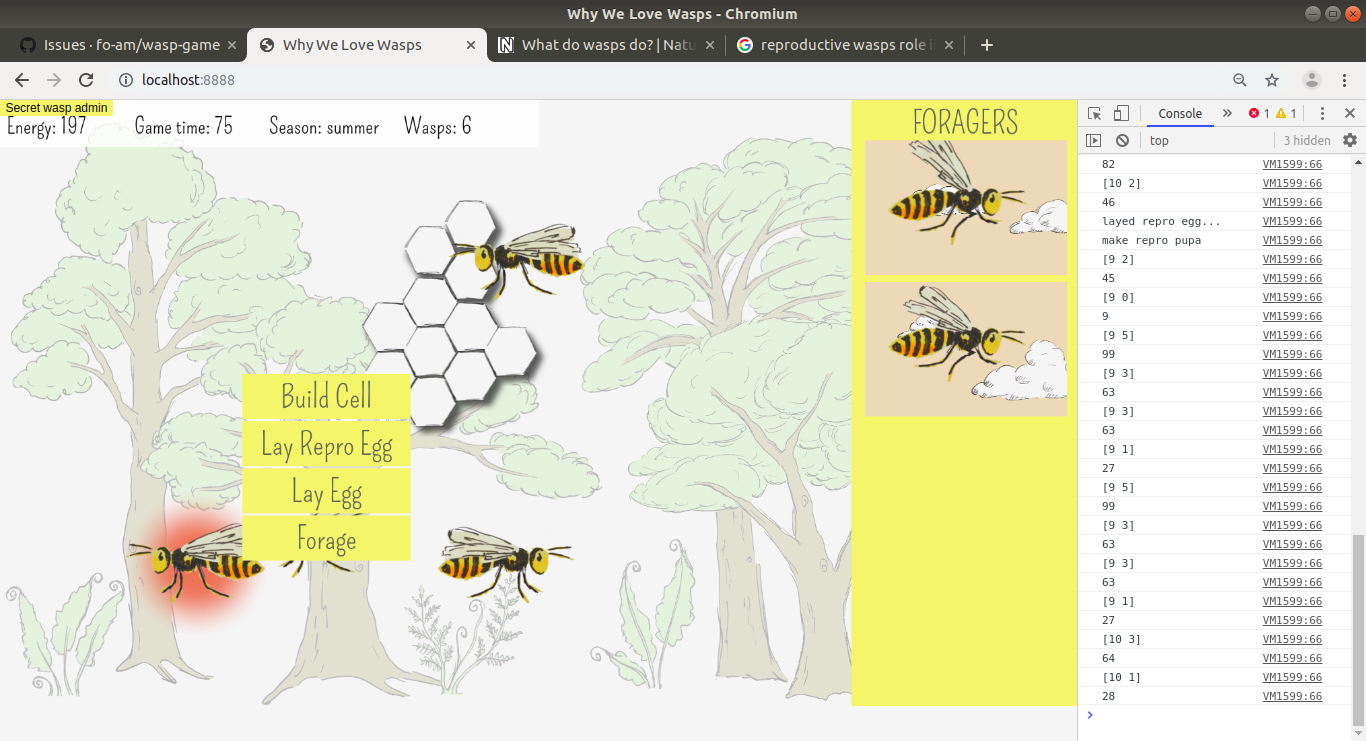 Why We Love Wasps - Chromium
Issues · fo-am/wasp-game
Why We Love Wasps
What do wasps do? | Natu
reproductive wasps role i
localhost:8888
Secret wasp admin
Energy: 197
Game time: 75
Season: summer
Wasps: 6
Build Cell
Lay Repro Egg
Lay Egg
Forage
FORAGERS
Console
1
1
top
3 hidden
82 VM1599:66
[10 2] VM1599:66
46 VM1599:66
layed repro egg... VM1599:66
make repro pupa VM1599:66
[9 2] VM1599:66
45 VM1599:66
[9 0] VM1599:66
9 VM1599:66
[9 5] VM1599:66
99 VM1599:66
[9 3] VM1599:66
63 VM1599:66
[9 3] VM1599:66
63 VM1599:66
[9 1] VM1599:66
27 VM1599:66
[9 5] VM1599:66
99 VM1599:66
[9 3] VM1599:66
63 VM1599:66
[9 3] VM1599:66
63 VM1599:66
[9 1] VM1599:66
27 VM1599:66
[10 3] VM1599:66
64 VM1599:66
[10 1] VM1599:66
28 VM1599:66